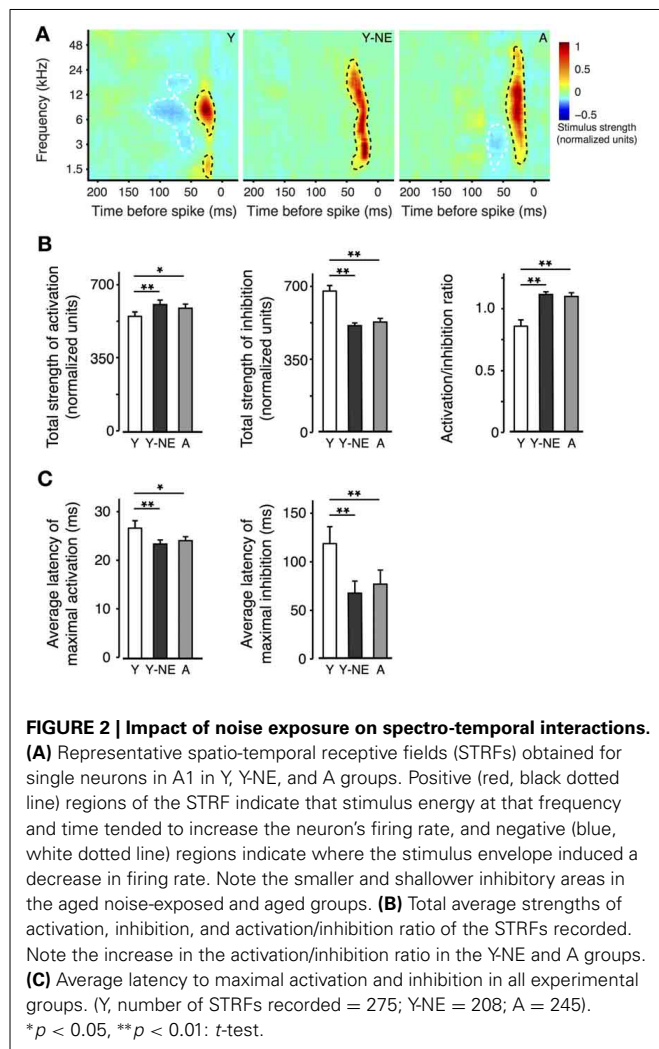 A
Y
Y-NE
A
Frequency (kHz)
48
24
12
6
3
1.5
200 150 100 50 0
200 150 100 50 0
200 150 100 50 0
Time before spike (ms)
Time before spike (ms)
Time before spike (ms)
1
0.5
0
−0.5
Stimulus strength
(normalized units)
B
Total strength of activation
(normalized units)
700
350
0
*
**
Y Y-NE A
Total strength of inhibition
(normalized units)
700
350
0
**
**
Y Y-NE A
Activation/inhibition ratio
1.0
0.5
0
**
**
Y Y-NE A
C
Average latency of
maximal activation (ms)
30
20
10
0
*
**
Y Y-NE A
Average latency of
maximal inhibition (ms)
150
100
50
0
**
**
Y Y-NE A
FIGURE 2 | Impact of noise exposure on spectro-temporal interactions.
(A) Representative spatio-temporal receptive fields (STRFs) obtained for
single neurons in A1 in Y, Y-NE, and A groups. Positive (red, black dotted
line) regions of the STRF indicate that stimulus energy at that frequency
and time tended to increase the neuron's firing rate, and negative (blue,
white dotted line) regions indicate where the stimulus envelope induced a
decrease in firing rate. Note the smaller and shallower inhibitory areas in
the aged noise-exposed and aged groups. (B) Total average strengths of
activation, inhibition, and activation/inhibition ratio of the STRFs recorded.
Note the increase in the activation/inhibition ratio in the Y-NE and A groups.
(C) Average latency to maximal activation and inhibition in all experimental
groups. (Y, number of STRFs recorded = 275; Y-NE = 208; A = 245).
*p < 0.05, **p < 0.01: t-test.